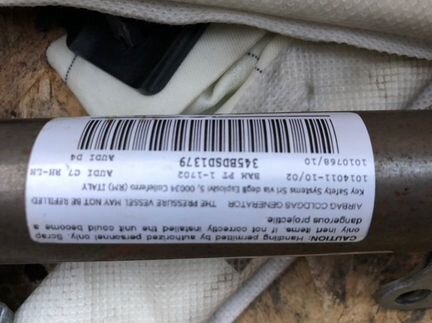 CAUTION: Handling permitted by authorized personnel only. Scrap
only inert items. If not correctly installed the unit could become a
dangerous projectile
AIRBAG COLDGAS GENERATOR THE PRESSURE VESSEL MAY NOT BE REFILLED
Key Safety Systems Srl via degli Esplosivi 5, 00034 Colleferro (RM) ITALY
1014011-10/02 BAM PT 1-1702 AUDI C7 RH-LH
1010768/10 345BDSD1379 AUDI D4